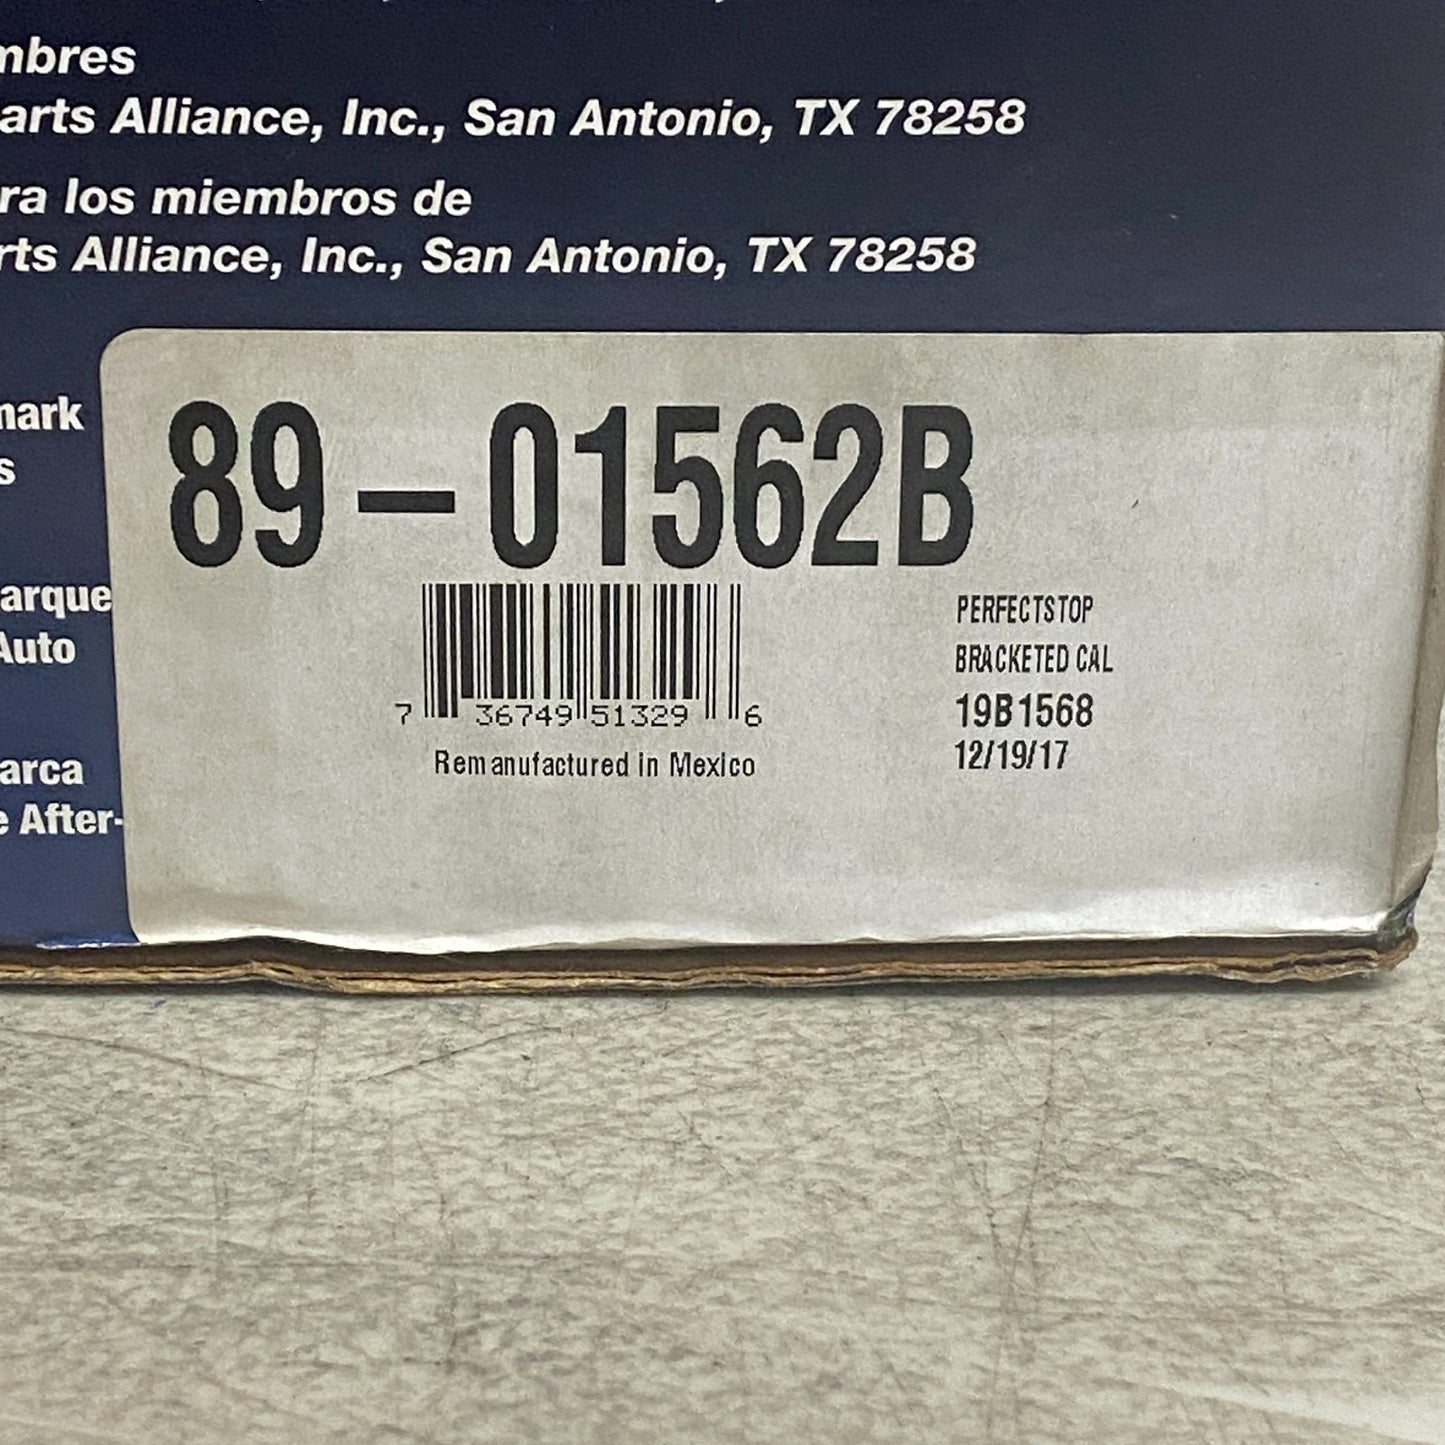 mbres
arts Alliance, Inc., San Antonio, TX 78258
ra los miembros de
rts Alliance, Inc., San Antonio, TX 78258
mark
s
arque
Auto
arca
e After-
89-01562B
7 36749 51329 6
Remanufactured in Mexico
PERFECTSTOP
BRACKETED CAL
19B1568
12/19/17